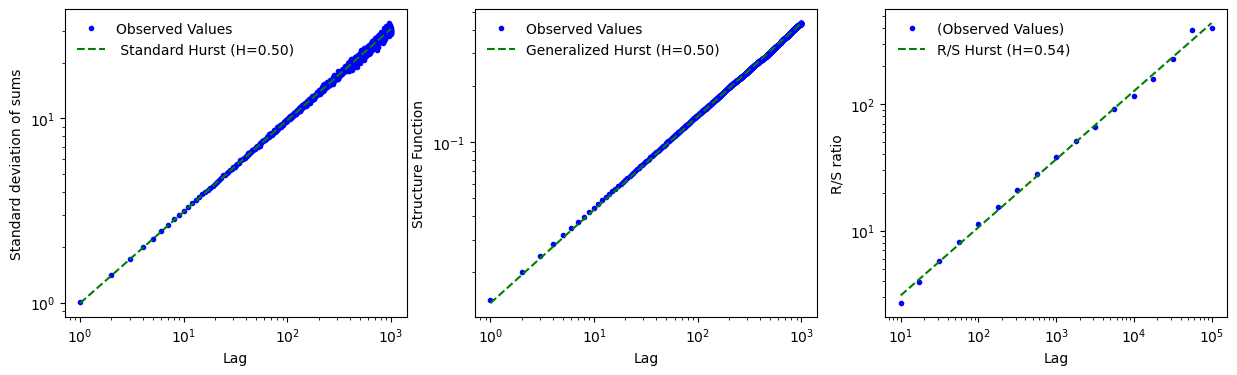 Observed Values
Standard Hurst (H=0.50)
Standard deviation of sums
10^1
10^0
10^0
10^1
10^2
10^3
Lag
Observed Values
Generalized Hurst (H=0.50)
Structure Function
10^-1
10^0
10^1
10^2
10^3
Lag
(Observed Values)
R/S Hurst (H=0.54)
R/S ratio
10^2
10^1
10^1
10^2
10^3
10^4
10^5
Lag